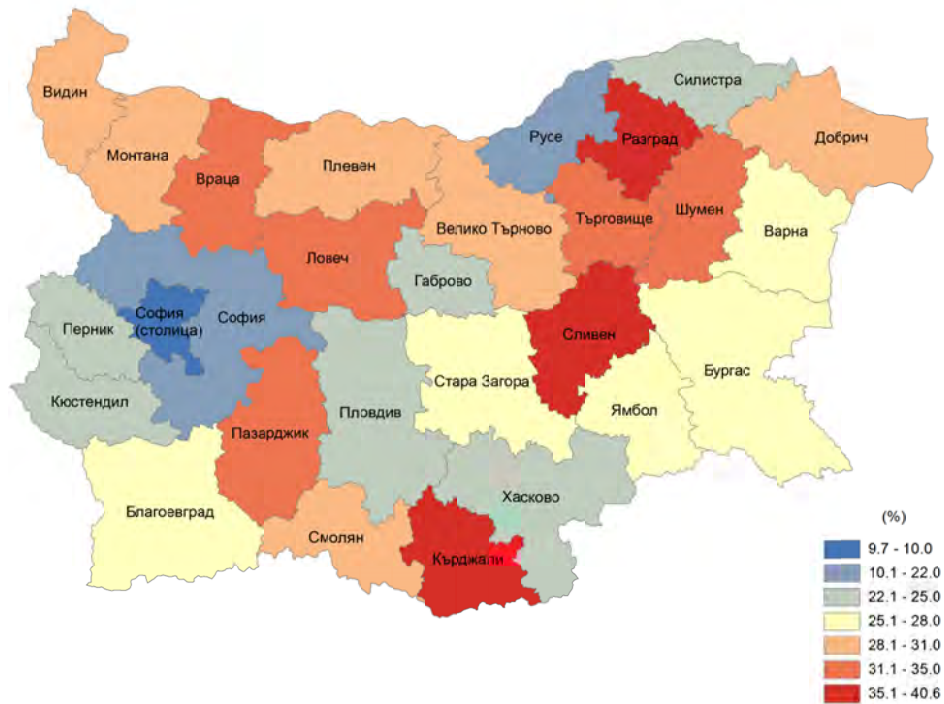 Видин
Монтана
Враца
Плевен
Велико Търново
Русе
Разград
Силистра
Добрич
Търговище
Шумен
Варна
Ловеч
Габрово
София
(столица)
София
Перник
Кюстендил
Сливен
Бургас
Стара Загора
Ямбол
Пловдив
Пазарджик
Благоевград
Смолян
Хасково
Кърджали
(%)
9.7 - 10.0
10.1 - 22.0
22.1 - 25.0
25.1 - 28.0
28.1 - 31.0
31.1 - 35.0
35.1 - 40.6